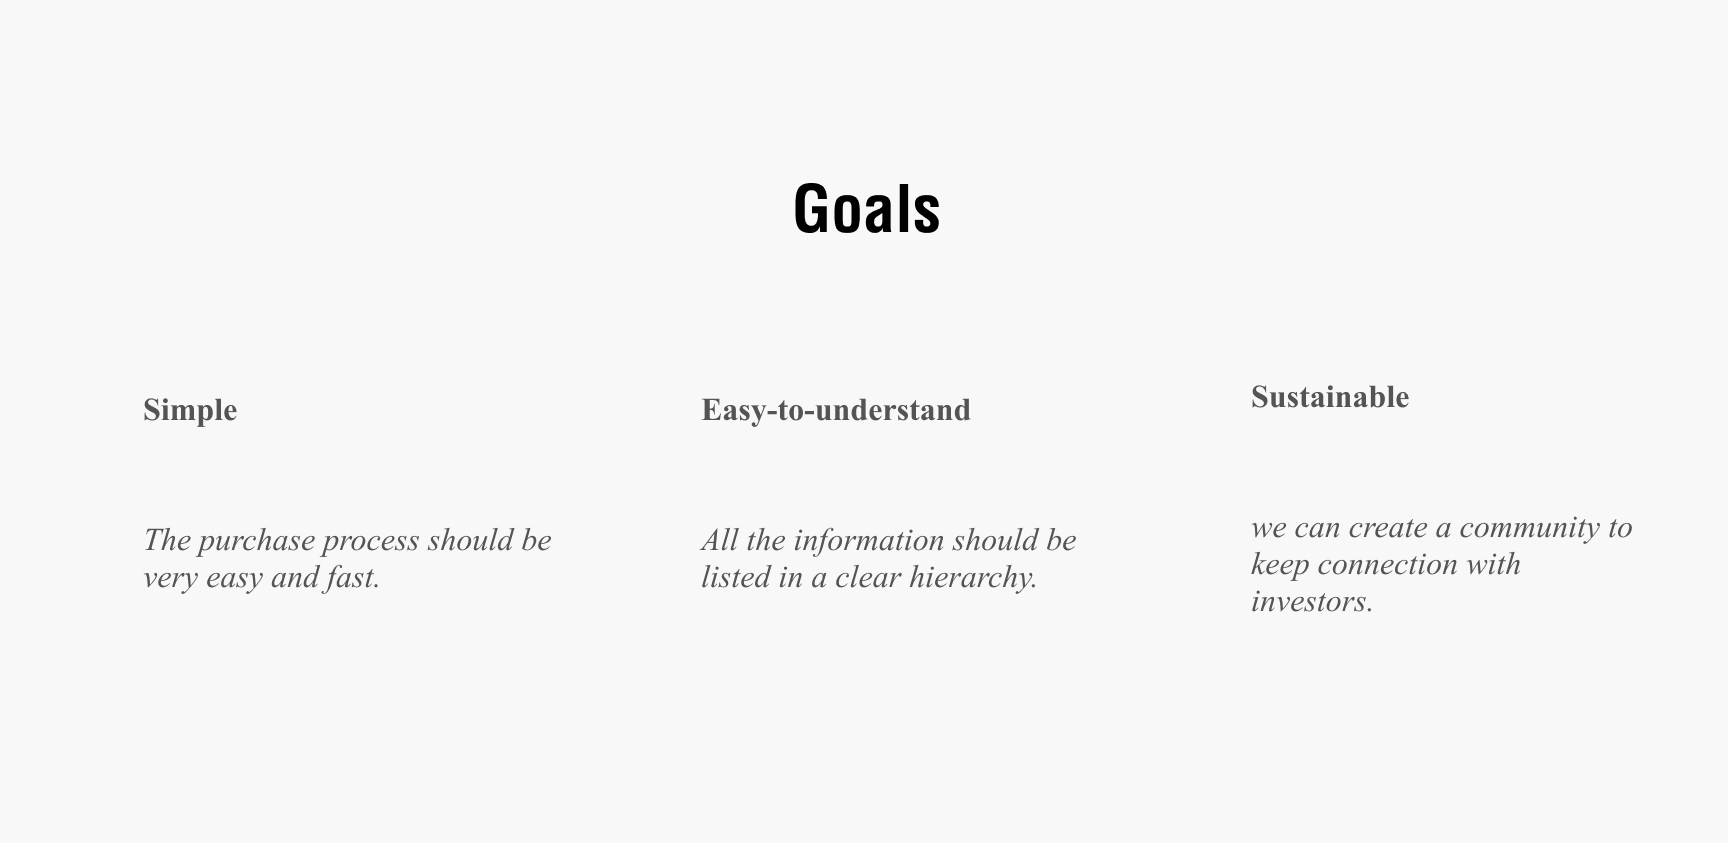 Goals
Simple
The purchase process should be
very easy and fast.
Easy-to-understand
All the information should be
listed in a clear hierarchy.
Sustainable
we can create a community to
keep connection with
investors.